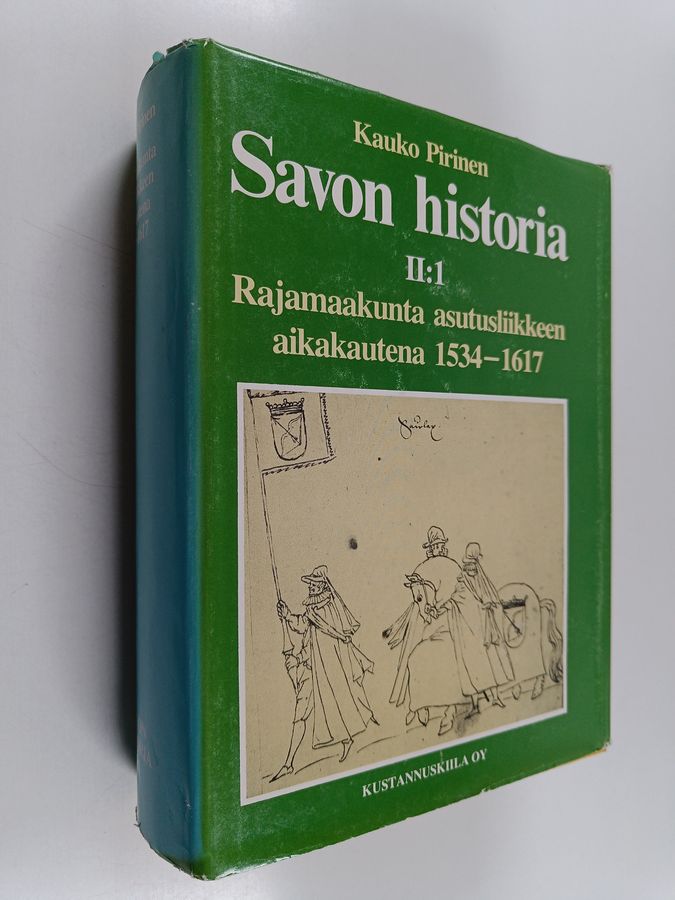 Kauko Pirinen
Savon historia
II:1
Rajamaakunta asutusliikkeen
aikakautena 1534–1617
KUSTANNUSKIILA OY